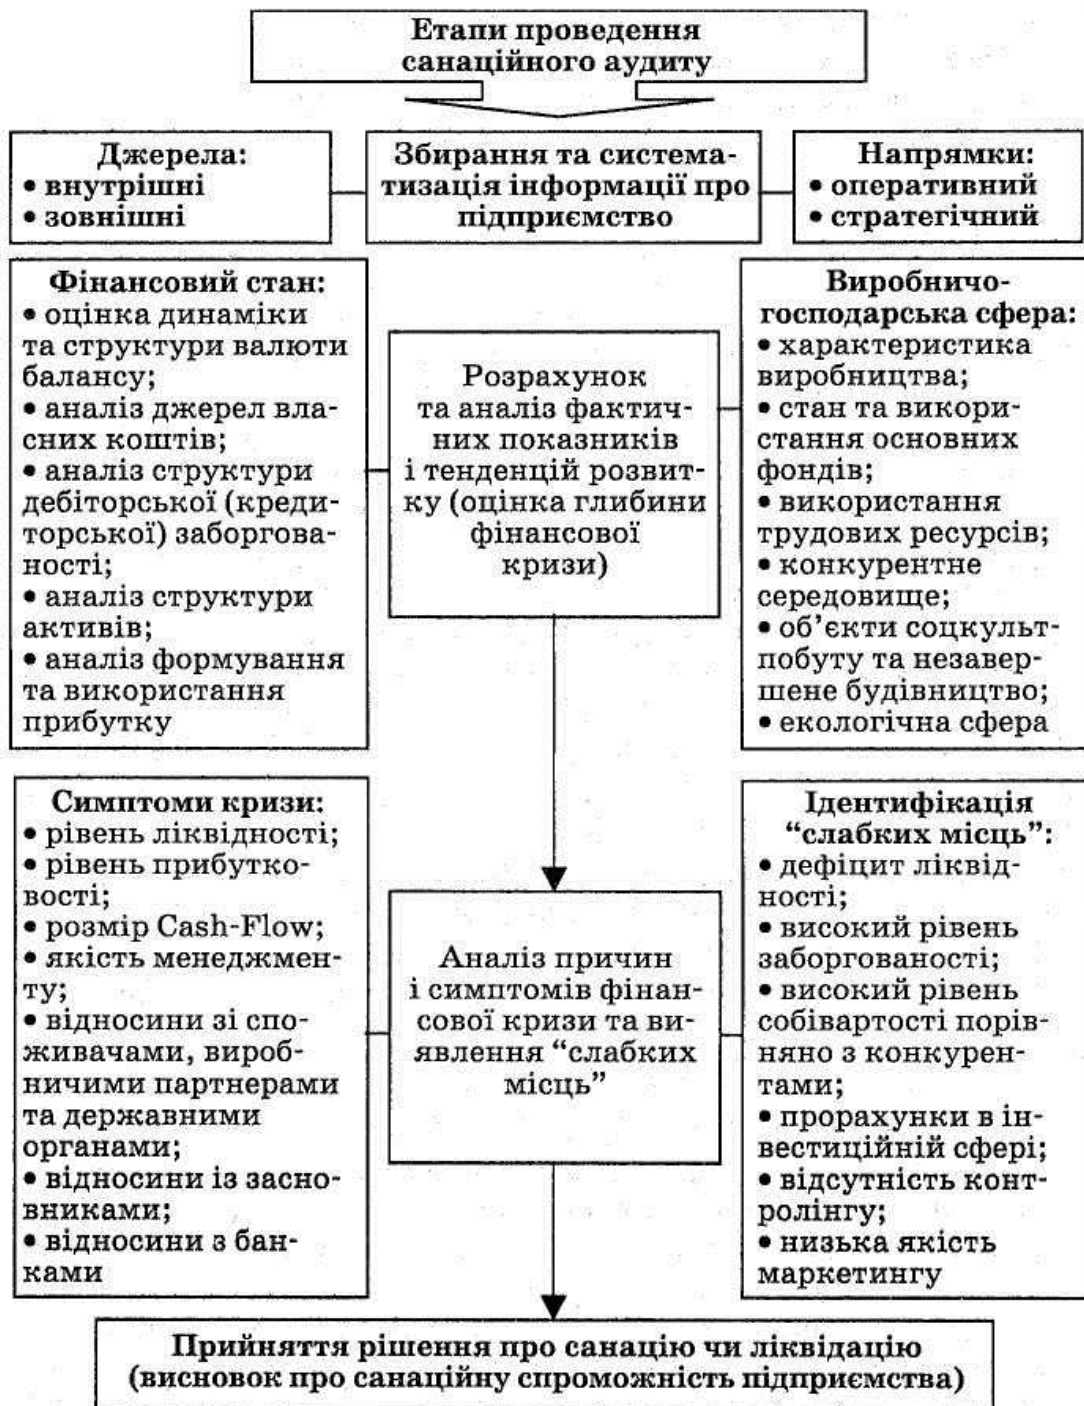 Етапи проведення
санаційного аудиту
Джерела:
• внутрішні
• зовнішні
Збирання та система-
тизація інформації про
підприємство
Напрямки:
• оперативний
• стратегічний
Фінансовий стан:
• оцінка динаміки
та структури валюти
балансу;
• аналіз джерел вла-
сних коштів;
• аналіз структури
дебіторської (креди-
торської) заборгова-
ності;
• аналіз структури
активів;
• аналіз формування
та використання
прибутку
Розрахунок
та аналіз фактич-
них показників
і тенденцій розвит-
ку (оцінка глибини
фінансової
кризи)
Виробничо-
господарська сфера:
• характеристика
виробництва;
• стан та викори-
стання основних
фондів;
• використання
трудових ресурсів;
• конкурентне
середовище;
• об’єкти соцкульт-
побуту та незавер-
шене будівництво;
• екологічна сфера
Симптоми кризи:
• рівень ліквідності;
• рівень прибутко-
вості;
• розмір Cash-Flow;
• якість менеджмен-
ту;
• відносини зі спо-
живачами, вироб-
ничими партнерами
та державними
органами;
• відносини із засно-
вниками;
• відносини з бан-
ками
Аналіз причин
і симптомів фінан-
сової кризи та ви-
явлення “слабких
місць”
Ідентифікація
“слабких місць”:
• дефіцит ліквід-
ності;
• високий рівень
заборгованості;
• високий рівень
собівартості порів-
няно з конкурен-
тами;
• прорахунки в ін-
вестиційній сфері;
• відсутність конт-
ролінгу;
• низька якість
маркетингу
Прийняття рішення про санацію чи ліквідацію
(висновок про санаційну спроможність підприємства)